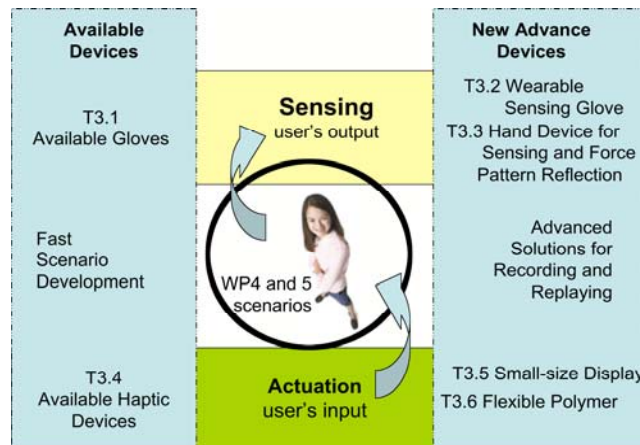 Available
Devices
T3.1
Available Gloves
Fast
Scenario
Development
T3.4
Available Haptic
Devices
Sensing
user's output
WP4 and 5
scenarios
Actuation
user's input
New Advance
Devices
T3.2 Wearable
Sensing Glove
T3.3 Hand Device for
Sensing and Force
Pattern Reflection
Advanced
Solutions for
Recording and
Replaying
T3.5 Small-size Display
T3.6 Flexible Polymer